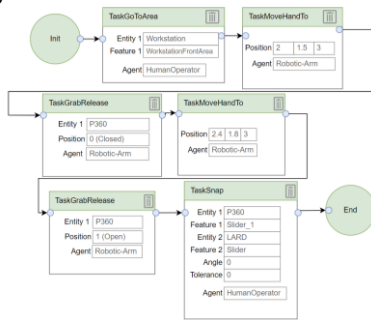 Init
TaskGoToArea
Entity 1 Workstation
Feature 1 WorkstationFrontArea
Agent HumanOperator
TaskMoveHandTo
Position 2 1.5 3
Agent Robotic-Arm
TaskGrabRelease
Entity 1 P360
Position 0 (Closed)
Agent Robotic-Arm
TaskMoveHandTo
Position 2.4 1.8 3
Agent Robotic-Arm
TaskGrabRelease
Entity 1 P360
Position 1 (Open)
Agent Robotic-Arm
TaskSnap
Entity 1 P360
Feature 1 Slider_1
Entity 2 LARD
Feature 2 Slider
Angle 0
Tolerance 0
Agent HumanOperator
End